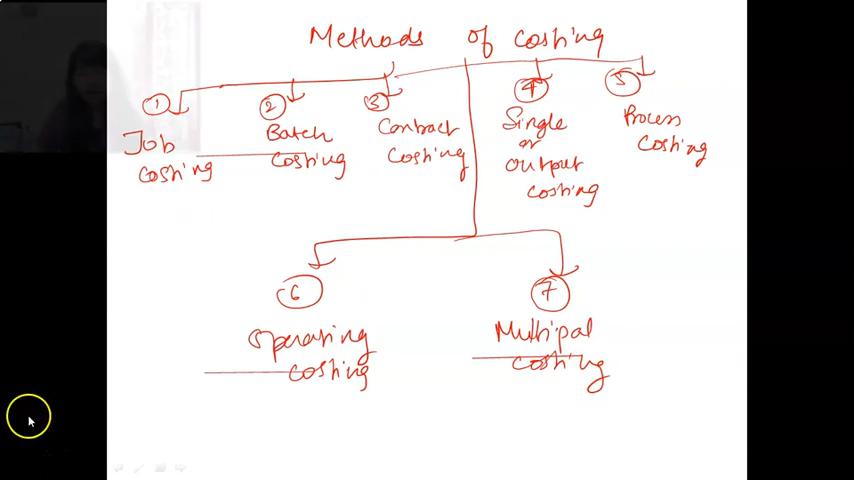 Methods of costing
1
Job
costing
2
Batch
costing
3
Contract
costing
4
Single
or
output
costing
5
Process
costing
6
Operating
costing
7
Multipal
costing